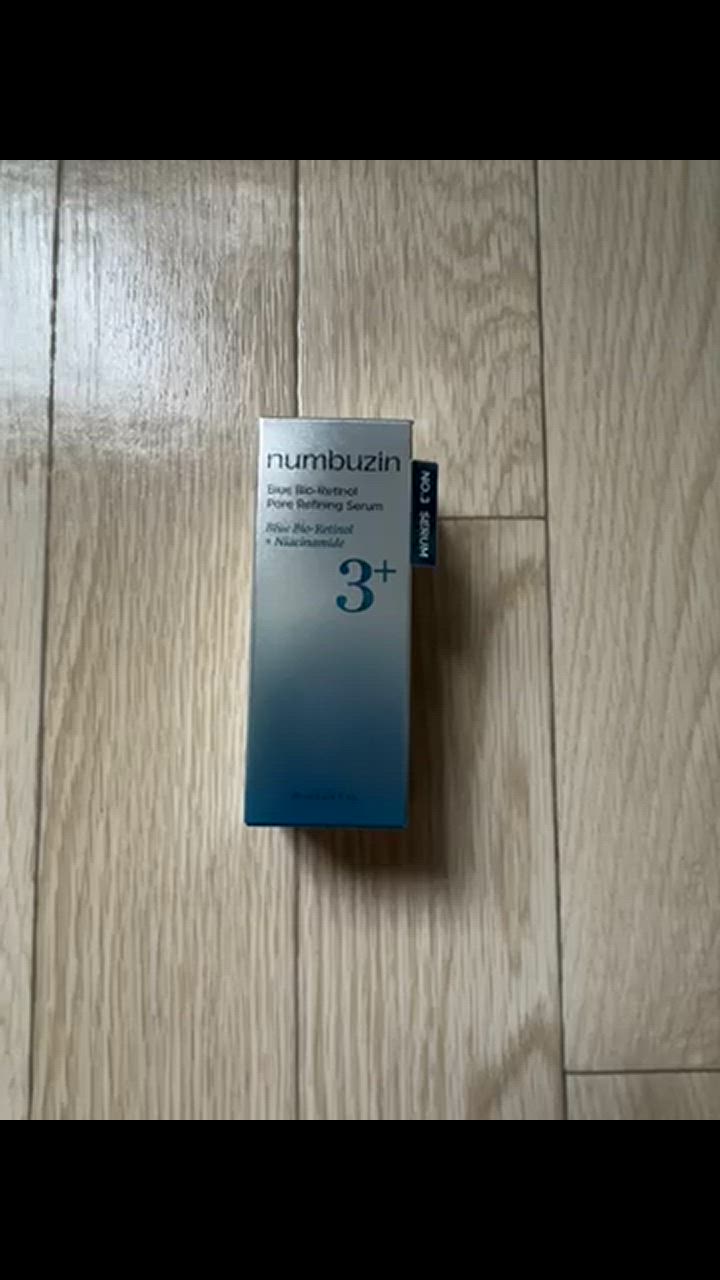 numbuzin
Blue Bio-Retinol
Pore Refining Serum
Blue Bio-Retinol
+ Niacinamide
3+
NO.3 SERUM